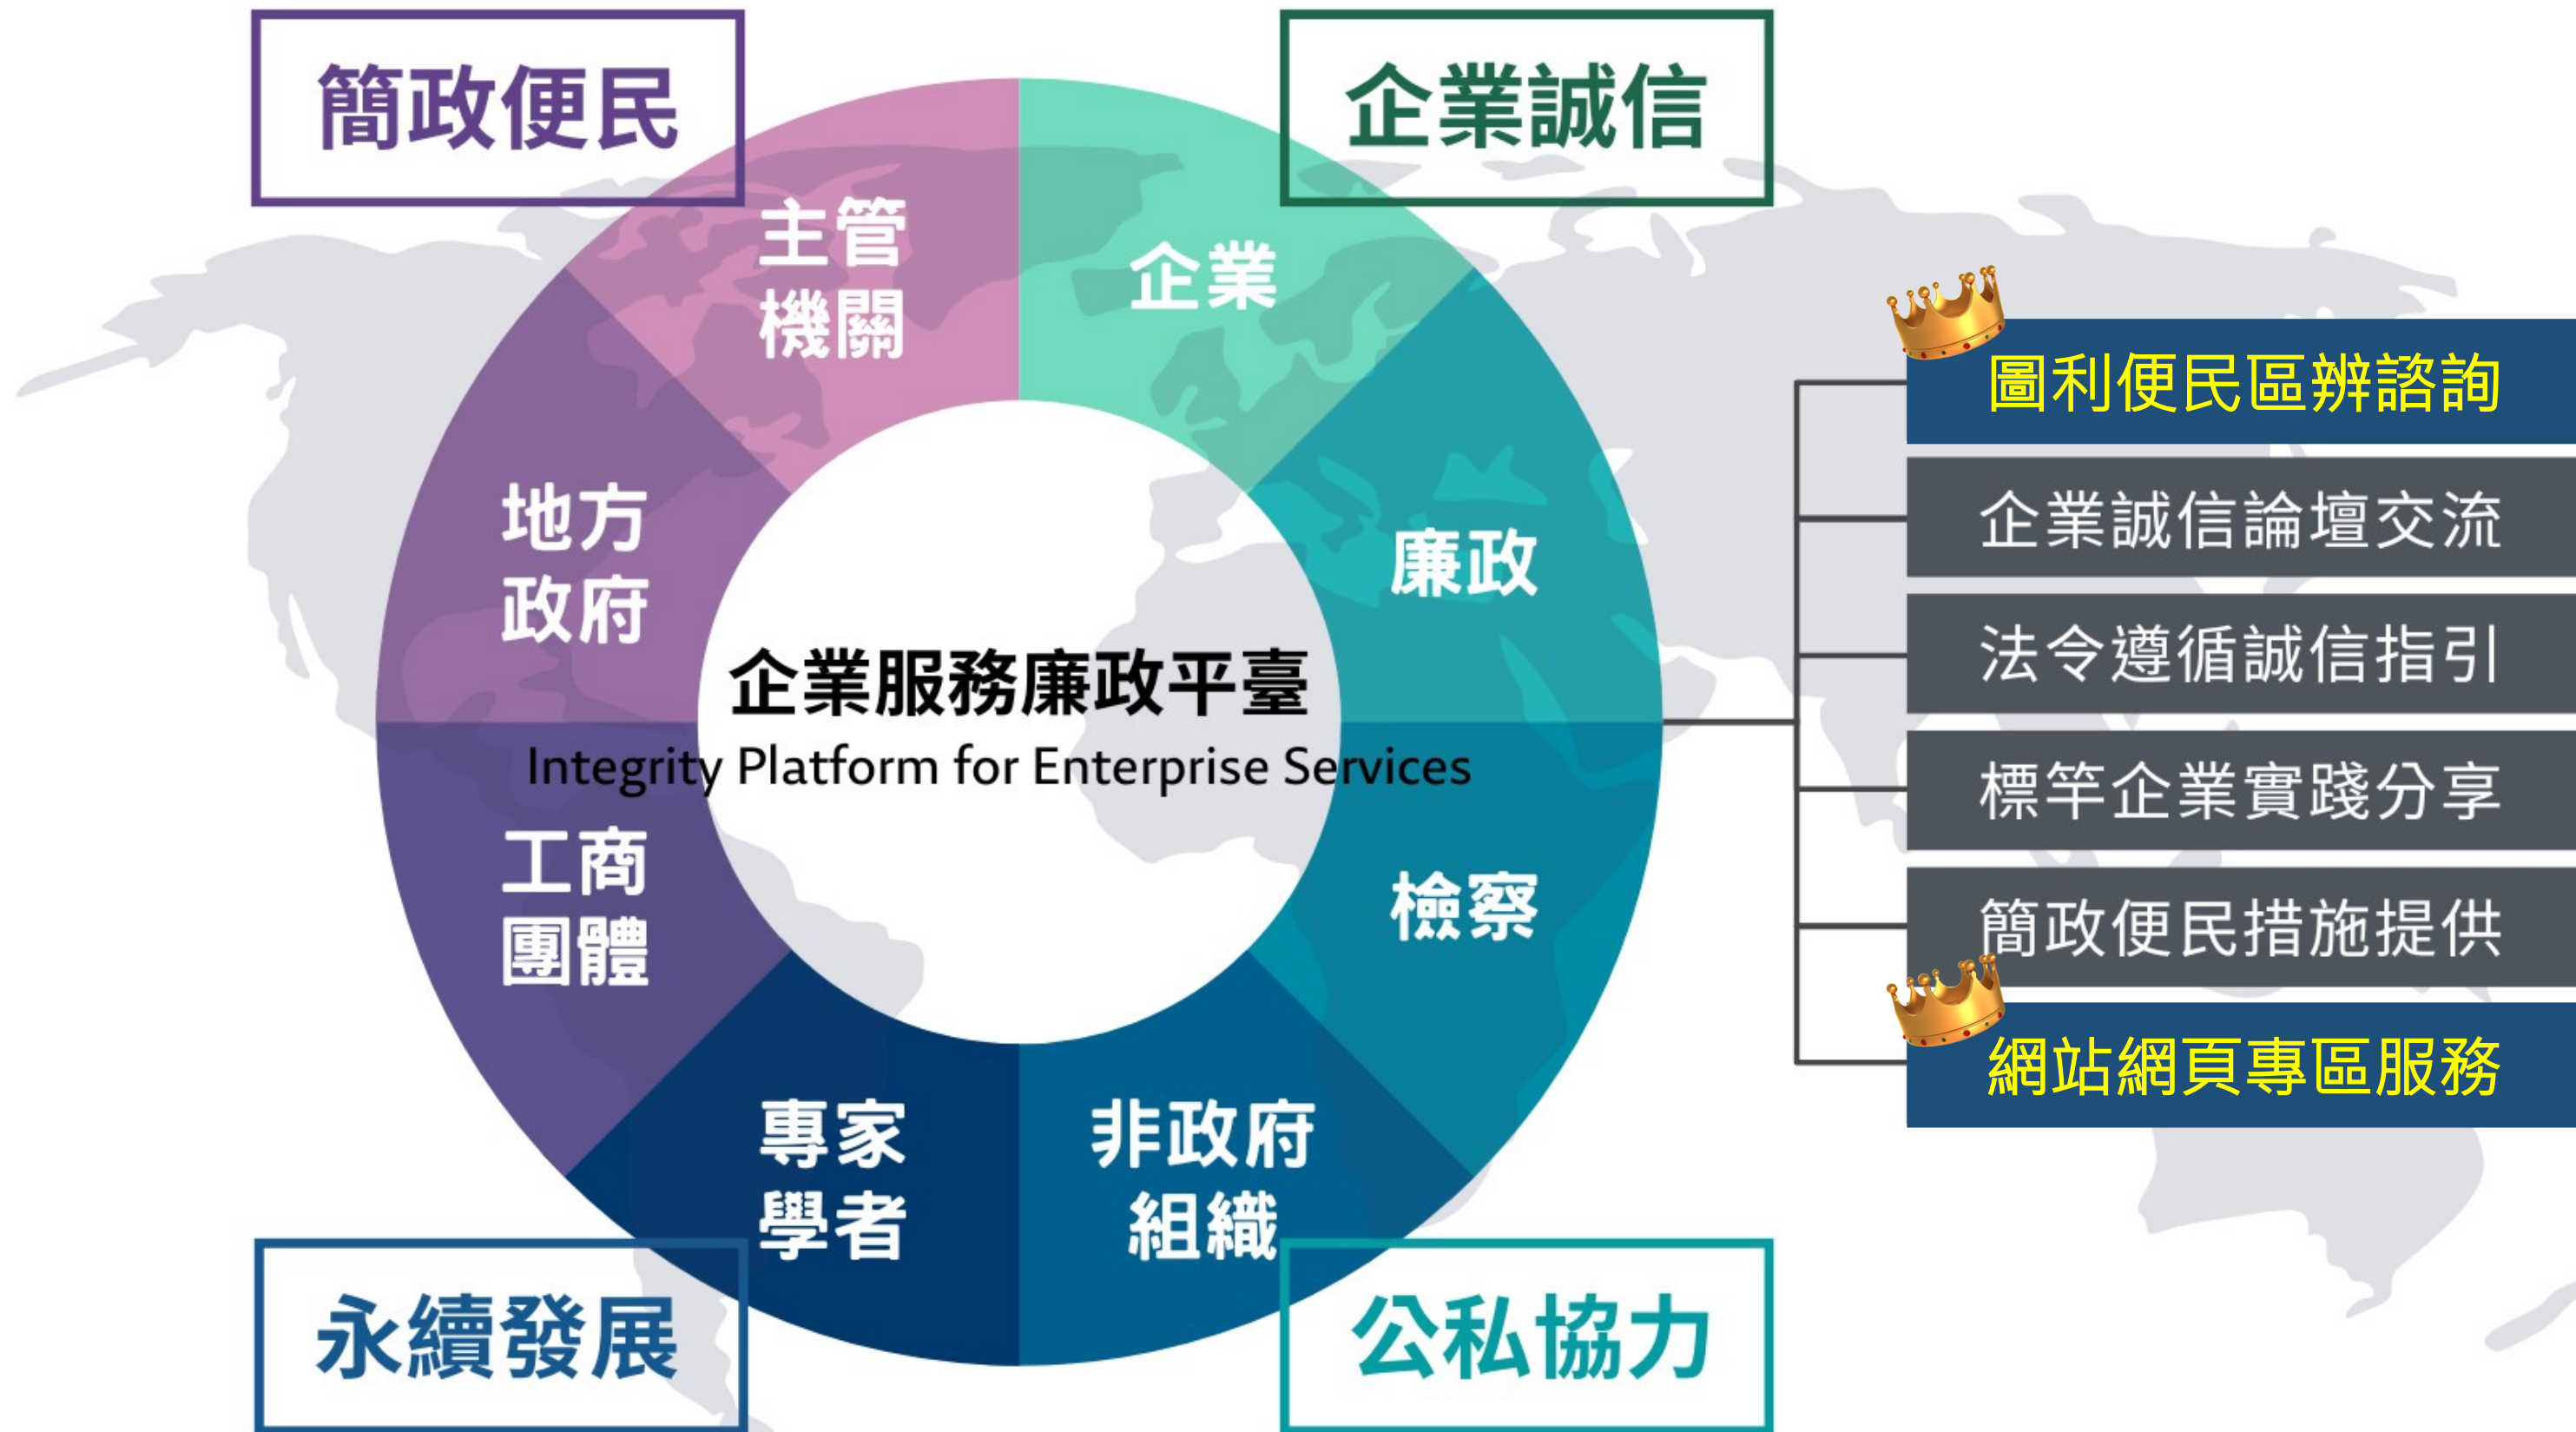 簡政便民
企業誠信
主管
機關
企業
地方
政府
廉政
企業服務廉政平臺
Integrity Platform for Enterprise Services
工商
團體
檢察
專家
學者
非政府
組織
永續發展
公私協力
圖利便民區辨諮詢
企業誠信論壇交流
法令遵循誠信指引
標竿企業實踐分享
簡政便民措施提供
網站網頁專區服務